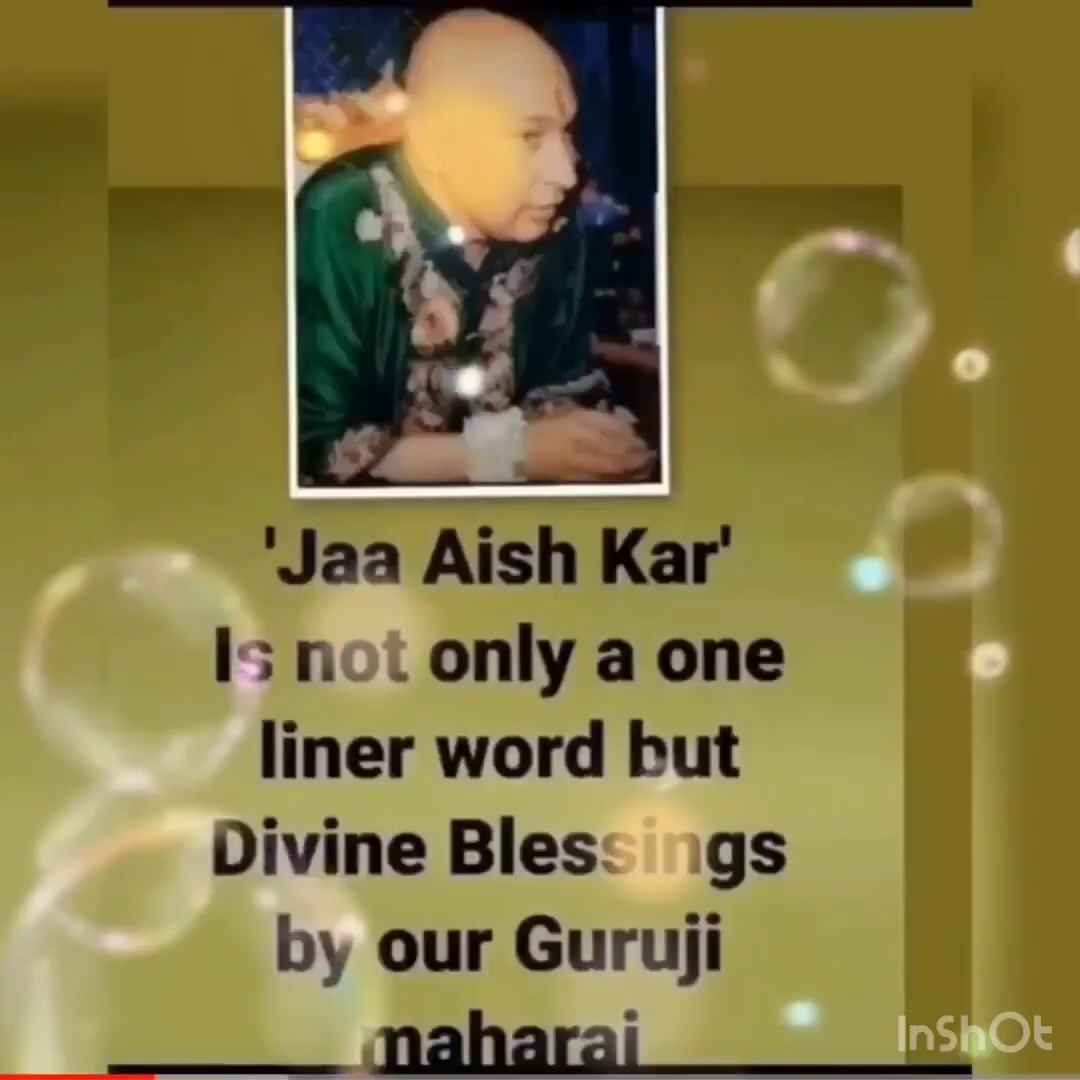 'Jaa Aish Kar'
Is not only a one
liner word but
Divine Blessings
by our Guruji
maharaj
InShOt